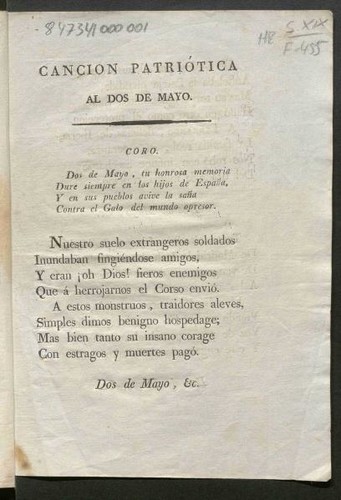 847341000001
HR
S. XIX
F-435
CANCION PATRIÓTICA
AL DOS DE MAYO.
CORO.
Dos de Mayo, tu honrosa memoria
Dure siempre en los hijos de España,
Y en sus pueblos avive la saña
Contra el Galo del mundo opresor.
Nuestro suelo extrangeros soldados
Inundaban fingiéndose amigos,
Y eran ¡oh Dios! fieros enemigos
Que á herrojarnos el Corso envió.
A estos monstruos, traidores aleves,
Simples dimos benigno hospedage;
Mas bien tanto su insano corage
Con estragos y muertes pagó.
Dos de Mayo, &c.